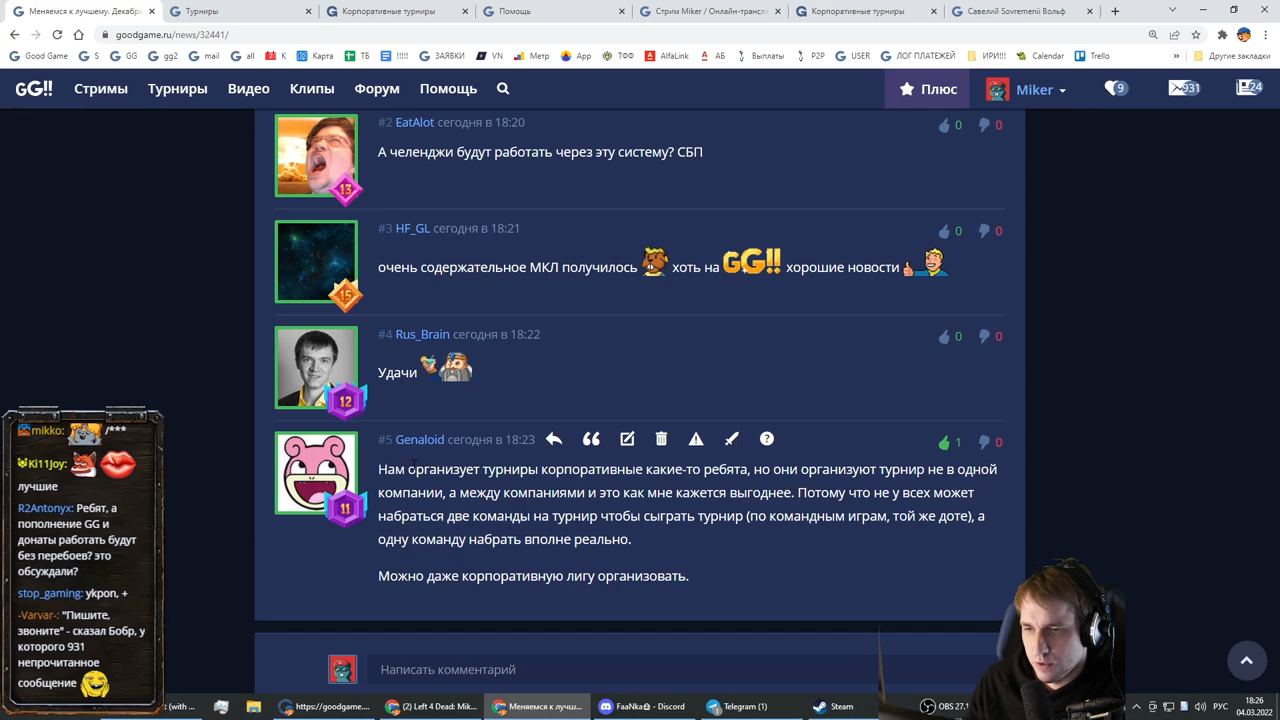 Меняемся к лучшему. Декабр
Турниры
Корпоративные турниры
Помощь
Стрим Miker / Онлайн-трансл
Корпоративные турниры
Савелий Sovremenii Вольф
goodgame.ru/news/32441/
Good Game
S
GG
gg2
mail
all
К
Карта
ТБ
!!!!!
ЗАЯВКИ
VN
Метр
App
ТФФ
AlfaLink
АБ
Выплаты
P2P
USER
ЛОГ ПЛАТЕЖЕЙ
ИРИ!!!
Calendar
Trello
»
Другие закладки
GG!!
Стримы
Турниры
Видео
Клипы
Форум
Помощь
Плюс
Miker
9
931
24
#2 EatAlot сегодня в 18:20
0
0
А челенджи будут работать через эту систему? СБП
13
#3 HF_GL сегодня в 18:21
0
0
очень содержательное МКЛ получилось хоть на GG!! хорошие новости
15
#4 Rus_Brain сегодня в 18:22
0
0
Удачи
12
#5 Genaloid сегодня в 18:23
1
0
Нам организует турниры корпоративные какие-то ребята, но они организуют турнир не в одной
компании, а между компаниями и это как мне кажется выгоднее. Потому что не у всех может
набраться две команды на турнир чтобы сыграть турнир (по командным играм, той же доте), а
одну команду набрать вполне реально.
Можно даже корпоративную лигу организовать.
11
Написать комментарий
mikko: /***
Ki11Joy:
лучшие
R2Antonyx: Ребят, а
пополнение GG и
донаты работать будут
без перебоев? это
обсуждали?
stop_gaming: ykpon, +
-Varvar-: "Пишите,
звоните" - сказал Бобр, у
которого 931
непрочитанное
сообщение
(with ...
https://goodgame....
(2) Left 4 Dead: Mik...
Меняемся к лучш...
FaaNka - Discord
Telegram (1)
Steam
OBS 27.
РУС
18:26
04.03.2022